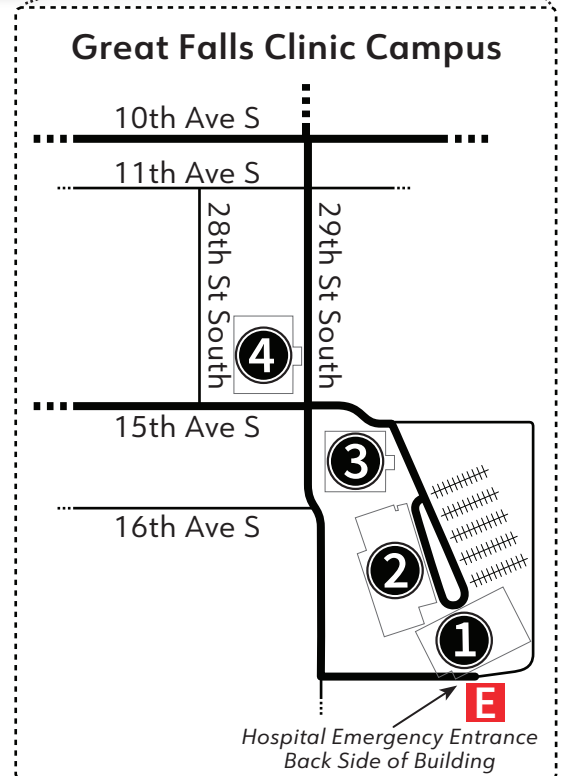 Great Falls Clinic Campus
10th Ave S
11th Ave S
28th St South
29th St South
4
15th Ave S
3
16th Ave S
2
1
E
Hospital Emergency Entrance
Back Side of Building